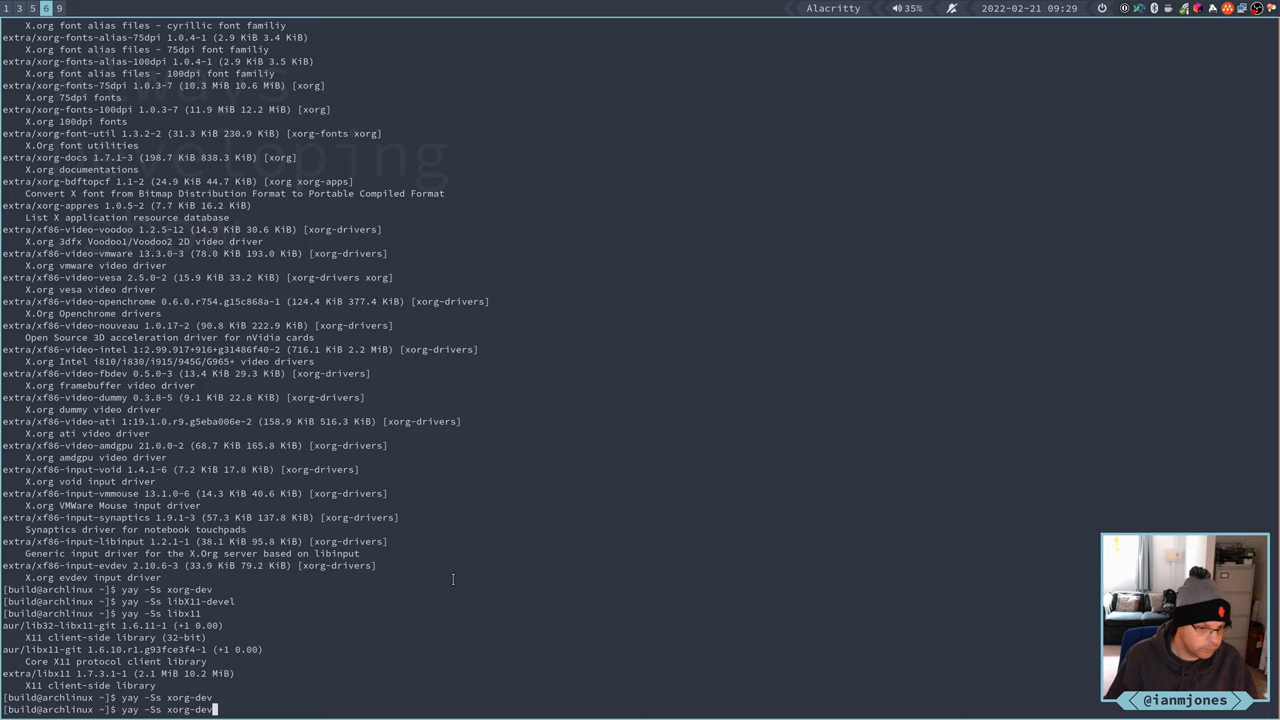 1 3 5 6 9 Alacritty 35% 2022-02-21 09:29
X.org font alias files - cyrillic font familiy
extra/xorg-fonts-alias-75dpi 1.0.4-1 (2.9 KiB 3.4 KiB)
X.org font alias files - 75dpi font familiy
extra/xorg-fonts-alias-100dpi 1.0.4-1 (2.9 KiB 3.5 KiB)
X.org font alias files - 100dpi font familiy
extra/xorg-fonts-75dpi 1.0.3-7 (10.3 MiB 10.6 MiB) [xorg]
X.org 75dpi fonts
extra/xorg-fonts-100dpi 1.0.3-7 (11.9 MiB 12.2 MiB) [xorg]
X.org 100dpi fonts
extra/xorg-font-util 1.3.2-2 (31.3 KiB 230.9 KiB) [xorg-fonts xorg]
X.Org font utilities
extra/xorg-docs 1.7.1-3 (198.7 KiB 838.3 KiB) [xorg]
X.org documentations
extra/xorg-bdftopcf 1.1-2 (24.9 KiB 44.7 KiB) [xorg xorg-apps]
Convert X font from Bitmap Distribution Format to Portable Compiled Format
extra/xorg-appres 1.0.5-2 (7.7 KiB 16.2 KiB)
List X application resource database
extra/xf86-video-voodoo 1.2.5-12 (14.9 KiB 30.6 KiB) [xorg-drivers]
X.org 3dfx Voodoo1/Voodoo2 2D video driver
extra/xf86-video-vmware 13.3.0-3 (78.0 KiB 193.0 KiB) [xorg-drivers]
X.org vmware video driver
extra/xf86-video-vesa 2.5.0-2 (15.9 KiB 33.2 KiB) [xorg-drivers xorg]
X.org vesa video driver
extra/xf86-video-openchrome 0.6.0.r754.g15c868a-1 (124.4 KiB 377.4 KiB) [xorg-drivers]
X.Org Openchrome drivers
extra/xf86-video-nouveau 1.0.17-2 (90.8 KiB 222.9 KiB) [xorg-drivers]
Open Source 3D acceleration driver for nVidia cards
extra/xf86-video-intel 1:2.99.917+916+g31486f40-2 (716.1 KiB 2.2 MiB) [xorg-drivers]
X.org Intel i810/i830/i915/945G/G965+ video drivers
extra/xf86-video-fbdev 0.5.0-3 (13.4 KiB 29.3 KiB) [xorg-drivers]
X.org framebuffer video driver
extra/xf86-video-dummy 0.3.8-5 (9.1 KiB 22.8 KiB) [xorg-drivers]
X.org dummy video driver
extra/xf86-video-ati 1:19.1.0.r9.g5eba006e-2 (158.9 KiB 516.3 KiB) [xorg-drivers]
X.org ati video driver
extra/xf86-video-amdgpu 21.0.0-2 (68.7 KiB 165.8 KiB) [xorg-drivers]
X.org amdgpu video driver
extra/xf86-input-void 1.4.1-6 (7.2 KiB 17.8 KiB) [xorg-drivers]
X.org void input driver
extra/xf86-input-vmmouse 13.1.0-6 (14.3 KiB 40.6 KiB) [xorg-drivers]
X.org VMWare Mouse input driver
extra/xf86-input-synaptics 1.9.1-3 (57.3 KiB 137.8 KiB) [xorg-drivers]
Synaptics driver for notebook touchpads
extra/xf86-input-libinput 1.2.1-1 (38.1 KiB 95.8 KiB) [xorg-drivers]
Generic input driver for the X.Org server based on libinput
extra/xf86-input-evdev 2.10.6-3 (33.9 KiB 79.2 KiB) [xorg-drivers]
X.org evdev input driver
[build@archlinux ~]$ yay -Ss xorg-dev
[build@archlinux ~]$ yay -Ss libX11-devel
[build@archlinux ~]$ yay -Ss libx11
aur/lib32-libx11-git 1.6.11-1 (+1 0.00)
X11 client-side library (32-bit)
aur/libx11-git 1.6.10.r1.g93fce3f4-1 (+1 0.00)
Core X11 protocol client library
extra/libx11 1.7.3.1-1 (2.1 MiB 10.2 MiB)
X11 client-side library
[build@archlinux ~]$ yay -Ss xorg-dev
[build@archlinux ~]$ yay -Ss xorg-dev
@ianmjones